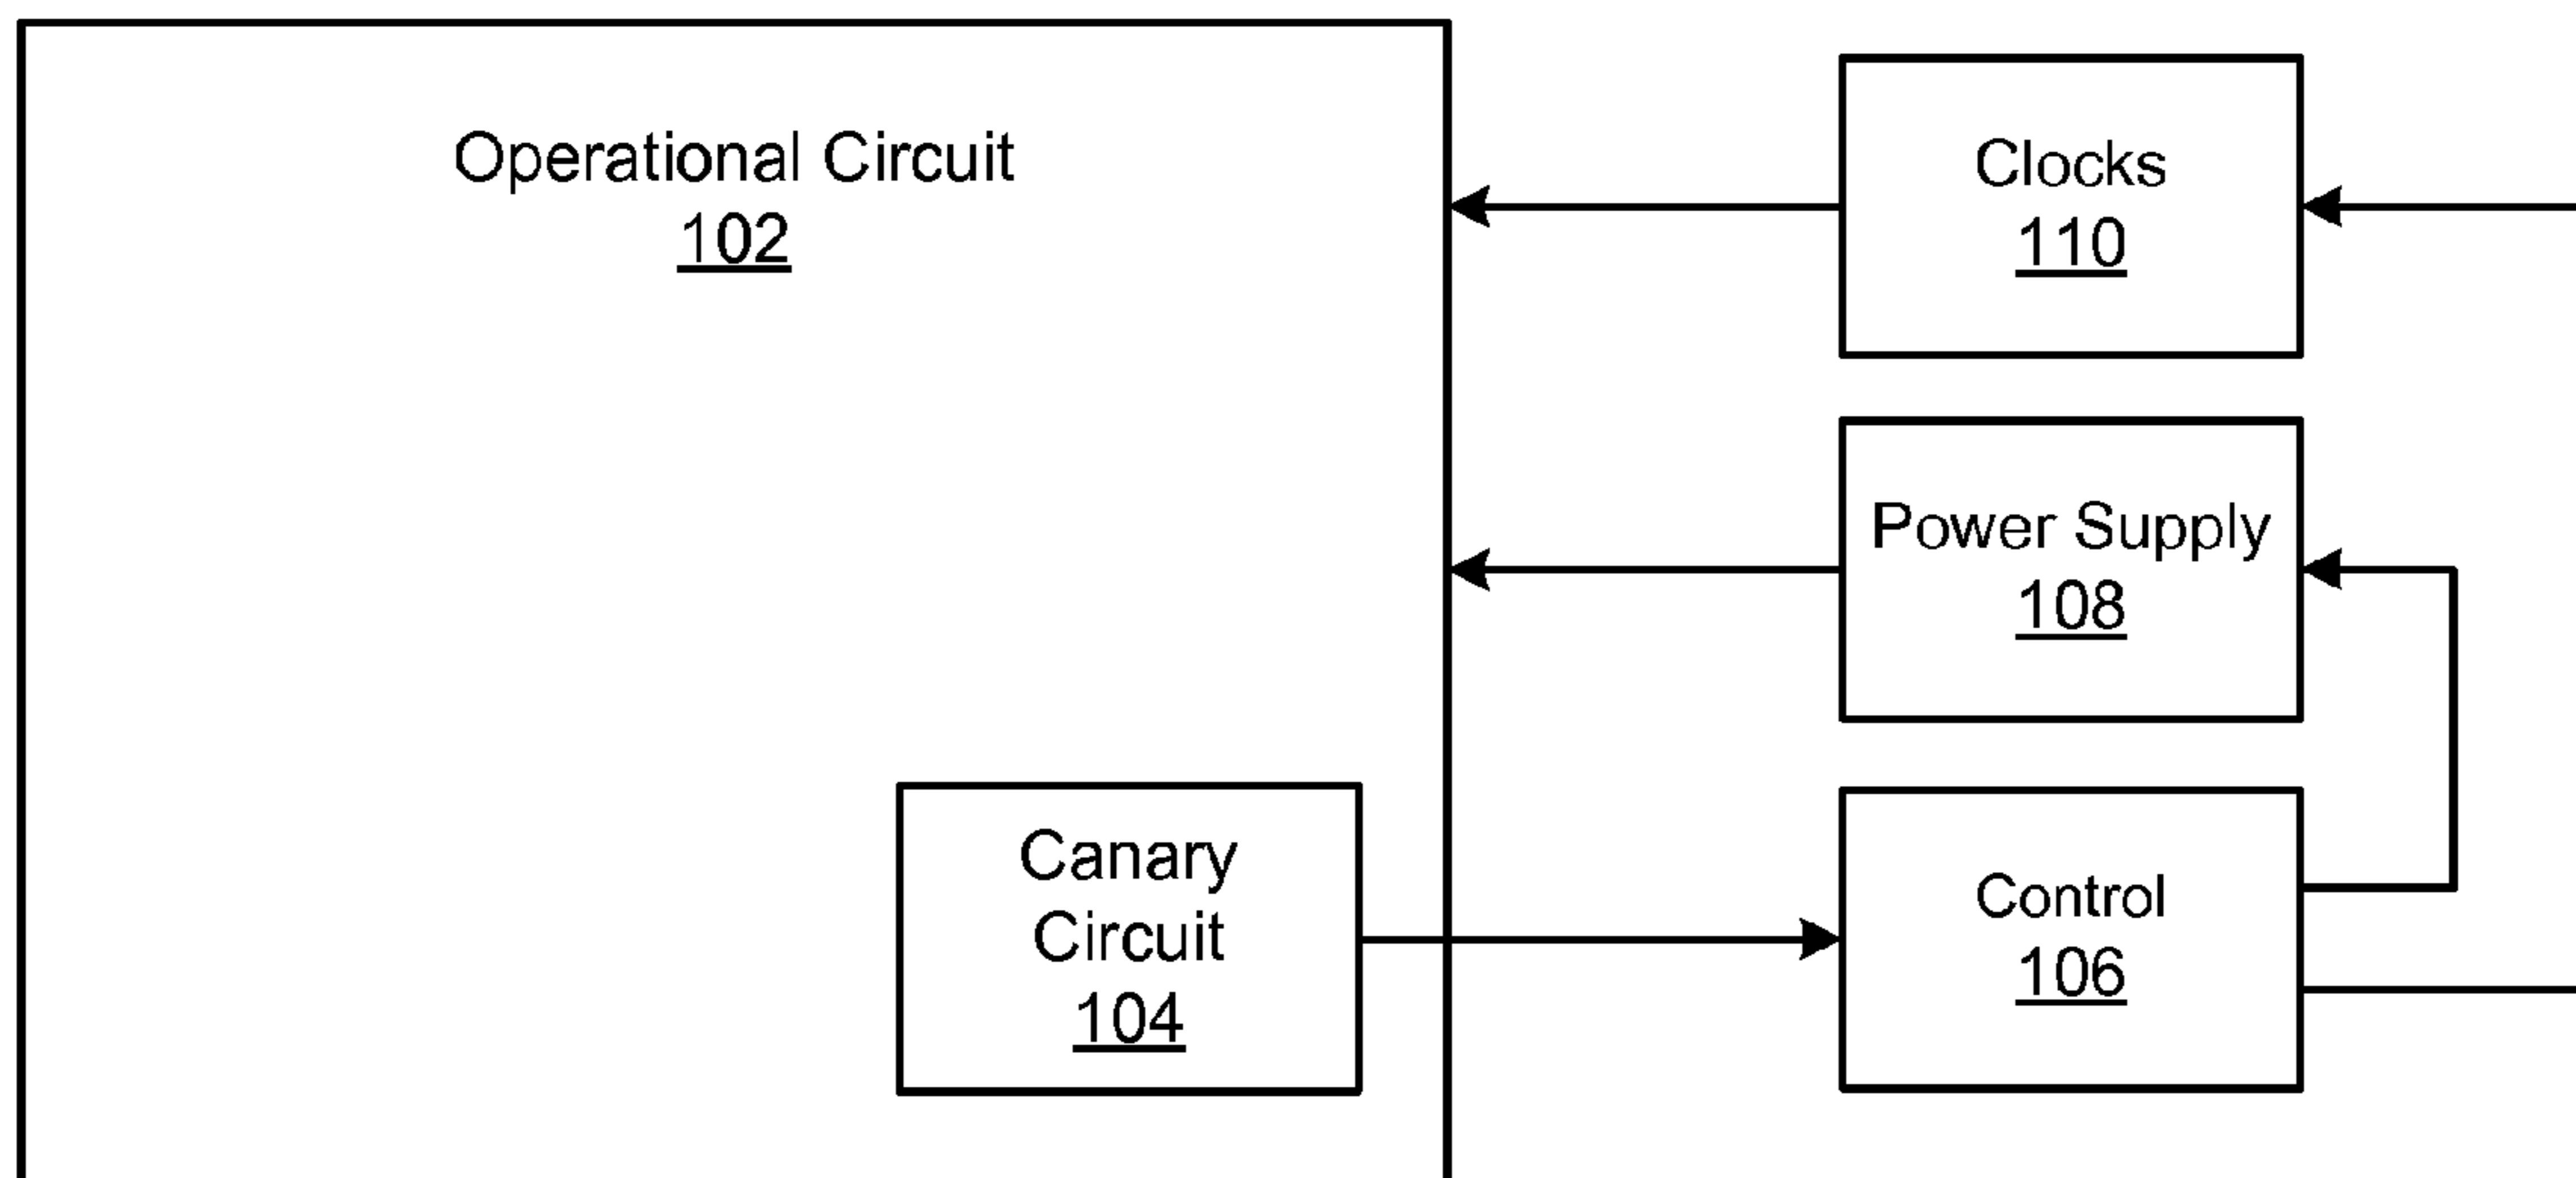 Operational Circuit
102
Clocks
110
Power Supply
108
Canary
Circuit
104
Control
106